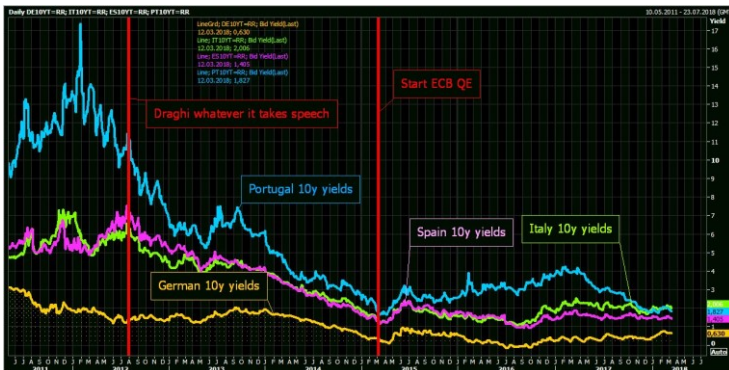 Daily DE10YT=RR; IT10YT=RR; ES10YT=RR; PT10YT=RR
10.05.2011 - 23.07.2018 (GMT
Yield
LineGrd; DE10YT=RR; Bid Yield(Last)
12.03.2018; 0,630
Line; IT10YT=RR; Bid Yield(Last)
12.03.2018; 2,006
Line; ES10YT=RR; Bid Yield(Last)
12.03.2018; 1,405
Line; PT10YT=RR; Bid Yield(Last)
12.03.2018; 1,827
17
16
15
14
13
12
11
10
9
8
7
6
5
4
3
2,006
1,827
1,405
1
0,630
0
Auto
Start ECB QE
Draghi whatever it takes speech
Portugal 10y yields
Spain 10y yields
Italy 10y yields
German 10y yields
J J A S O N D J F M A M J J A S O N D J F M A M J J A S O N D J F M A M J J A S O N D J F M A M J J A S O N D J F M A M J J A S O N D J F M A M J J A S O N D J F M A M J J
2011 2012 2013 2014 2015 2016 2017 2018